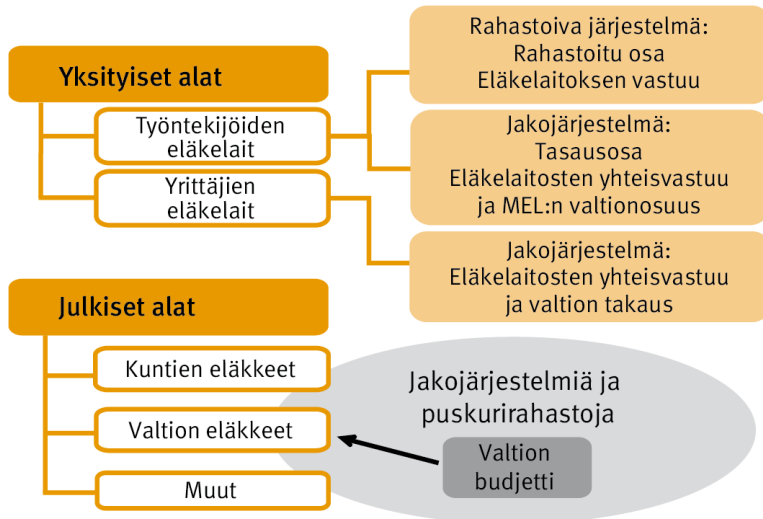 Yksityiset alat
Työntekijöiden
eläkelait
Yrittäjien
eläkelait
Rahastoiva järjestelmä:
Rahastoitu osa
Eläkelaitoksen vastuu
Jakojärjestelmä:
Tasausosa
Eläkelaitosten yhteisvastuu
ja MEL:n valtionosuus
Jakojärjestelmä:
Eläkelaitosten yhteisvastuu
ja valtion takaus
Julkiset alat
Kuntien eläkkeet
Valtion eläkkeet
Muut
Jakojärjestelmiä ja
puskurirahastoja
Valtion
budjetti